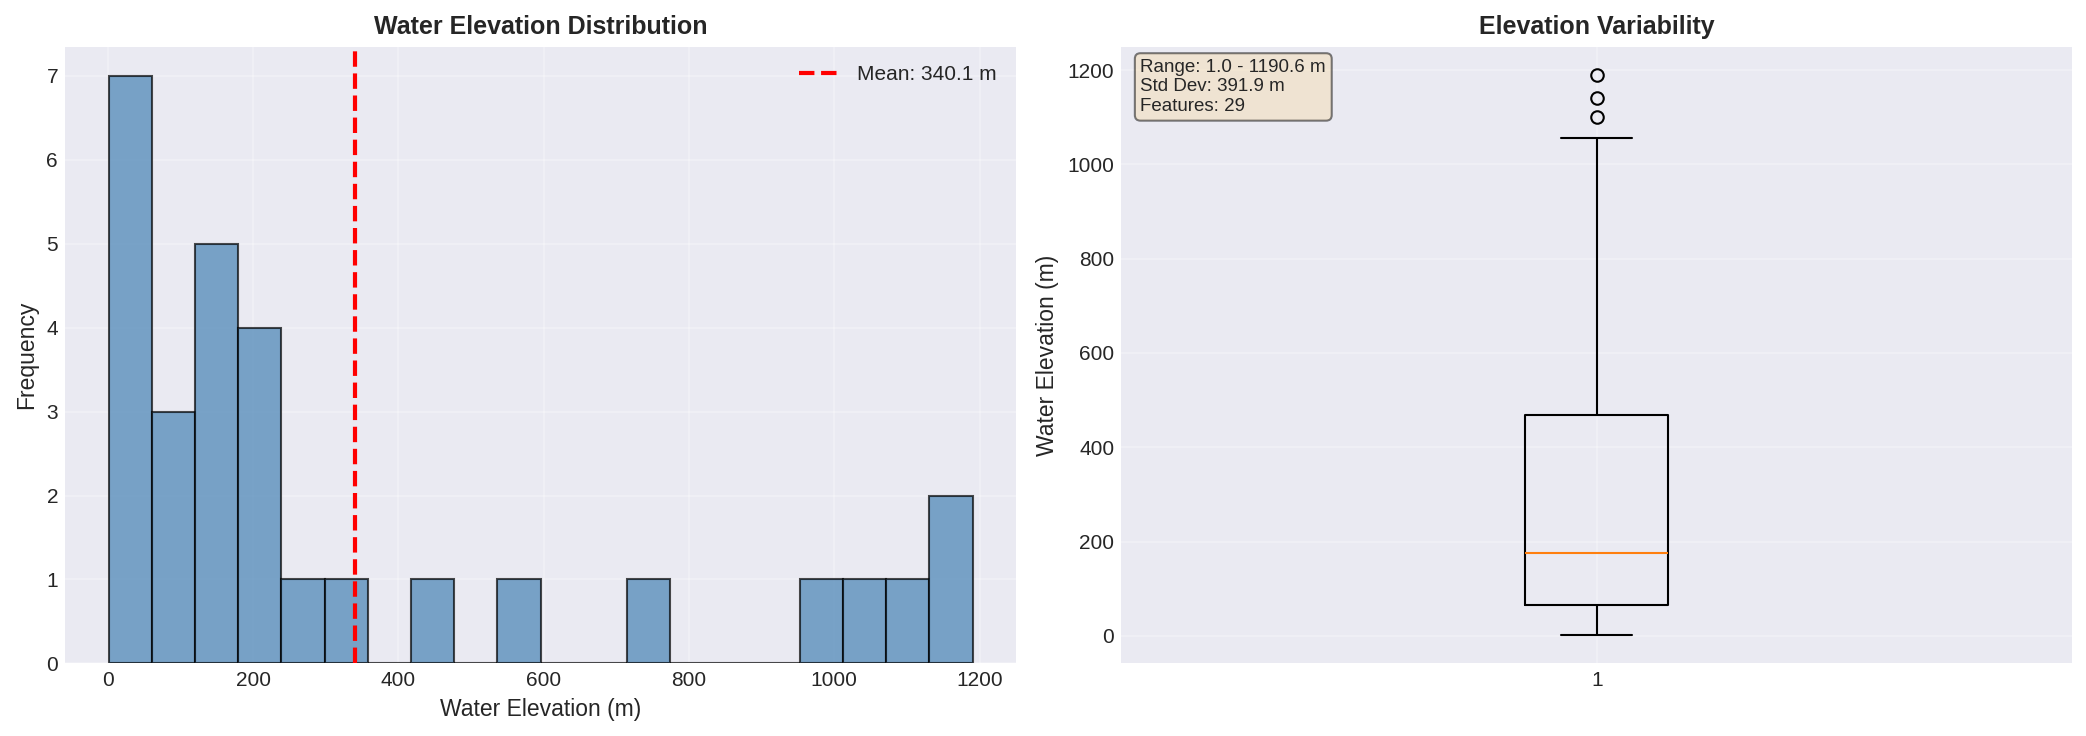 Water Elevation Distribution
7
6
5
4
3
2
1
0
Frequency
Mean: 340.1 m
0 200 400 600 800 1000 1200
Water Elevation (m)
Elevation Variability
Range: 1.0 - 1190.6 m
Std Dev: 391.9 m
Features: 29
1200
1000
800
600
400
200
0
Water Elevation (m)
1